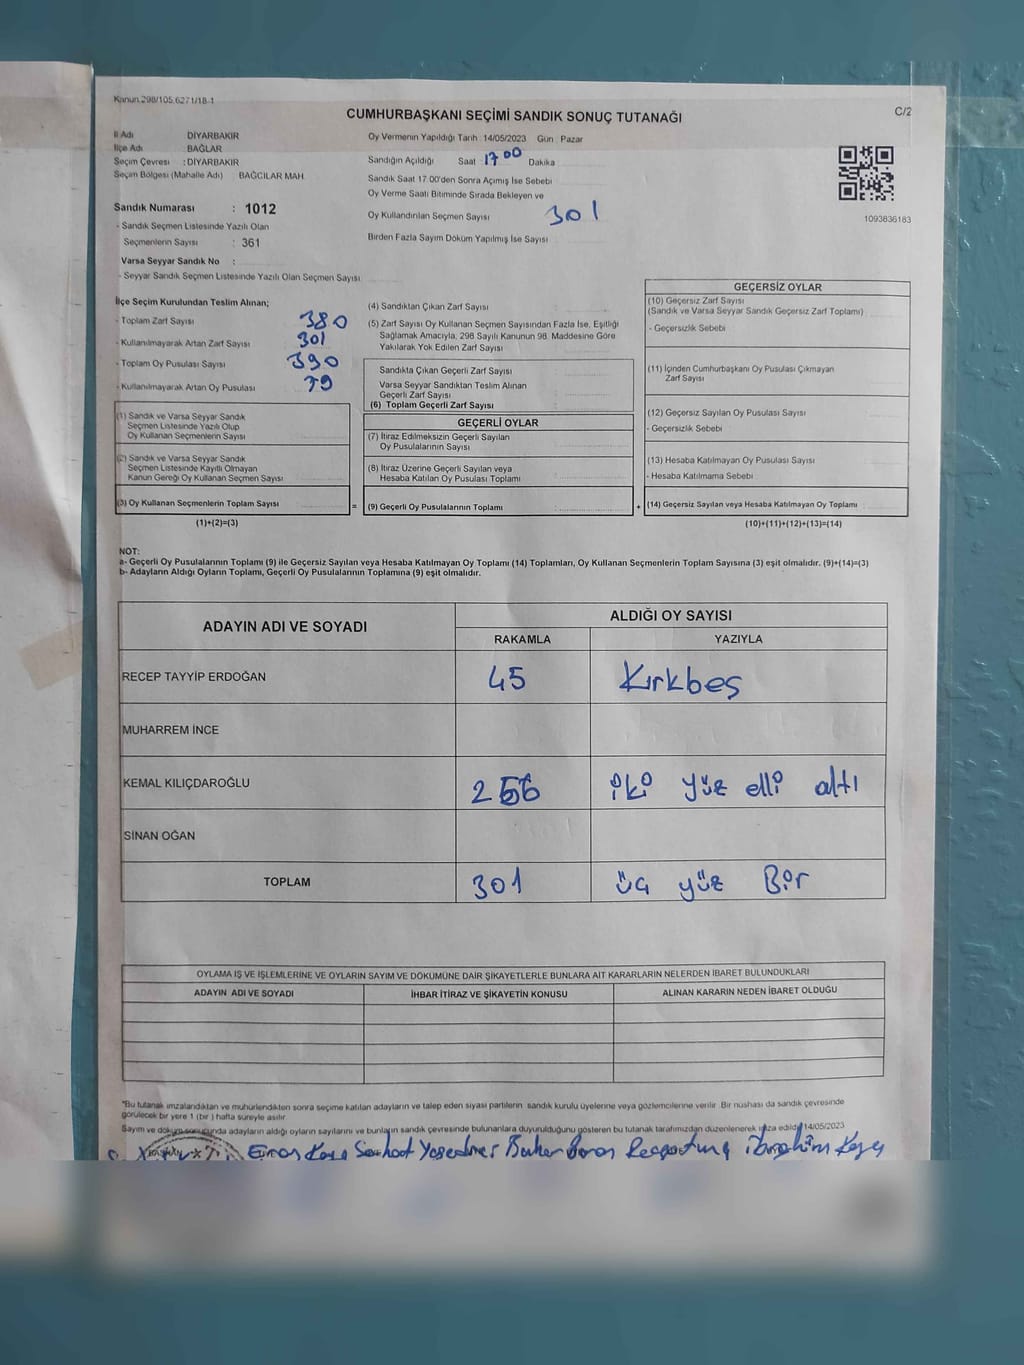 Kanun.298/105.6271/18-1
CUMHURBAŞKANI SEÇİMİ SANDIK SONUÇ TUTANAĞI
C/2
İl Adı DİYARBAKIR
İlçe Adı BAĞLAR
Seçim Çevresi : DİYARBAKIR
Seçim Bölgesi (Mahalle Adı) BAĞCILAR MAH.
Sandık Numarası : 1012
- Sandık Seçmen Listesinde Yazılı Olan
Seçmenlerin Sayısı : 361
Varsa Seyyar Sandık No :
- Seyyar Sandık Seçmen Listesinde Yazılı Olan Seçmen Sayısı
Oy Vermenin Yapıldığı Tarih 14/05/2023 Gün Pazar
Sandığın Açıldığı Saat 17 00 Dakika
Sandık Saat 17.00'den Sonra Açımış İse Sebebi
Oy Verme Saati Bitiminde Sırada Bekleyen ve
Oy Kullandırılan Seçmen Sayısı 301
Birden Fazla Sayım Döküm Yapılmış İse Sayısı
1093836183
İlçe Seçim Kurulundan Teslim Alınan;
- Toplam Zarf Sayısı 380
- Kullanılmayarak Artan Zarf Sayısı 301
- Toplam Oy Pusulası Sayısı 390
- Kullanılmayarak Artan Oy Pusulası 79
(1) Sandık ve Varsa Seyyar Sandık
Seçmen Listesinde Yazılı Olup
Oy Kullanan Seçmenlerin Sayısı
(2) Sandık ve Varsa Seyyar Sandık
Seçmen Listesinde Kayıtlı Olmayan
Kanun Gereği Oy Kullanan Seçmen Sayısı
(3) Oy Kullanan Seçmenlerin Toplam Sayısı
(1)+(2)=(3)
(4) Sandıktan Çıkan Zarf Sayısı
(5) Zarf Sayısı Oy Kullanan Seçmen Sayısından Fazla İse, Eşitliği
Sağlamak Amacıyla, 298 Sayılı Kanunun 98. Maddesine Göre
Yakılarak Yok Edilen Zarf Sayısı
Sandıkta Çıkan Geçerli Zarf Sayısı
Varsa Seyyar Sandıktan Teslim Alınan
Geçerli Zarf Sayısı
(6) Toplam Geçerli Zarf Sayısı
GEÇERLİ OYLAR
(7) İtiraz Edilmeksizin Geçerli Sayılan
Oy Pusulalarının Sayısı
(8) İtiraz Üzerine Geçerli Sayılan veya
Hesaba Katılan Oy Pusulası Toplamı
= (9) Geçerli Oy Pusulalarının Toplamı
GEÇERSİZ OYLAR
(10) Geçersiz Zarf Sayısı
(Sandık ve Varsa Seyyar Sandık Geçersiz Zarf Toplamı)
- Geçersizlik Sebebi
(11) İçinden Cumhurbaşkanı Oy Pusulası Çıkmayan
Zarf Sayısı
(12) Geçersiz Sayılan Oy Pusulası Sayısı
- Geçersizlik Sebebi
(13) Hesaba Katılmayan Oy Pusulası Sayısı
- Hesaba Katılmama Sebebi
+ (14) Geçersiz Sayılan veya Hesaba Katılmayan Oy Toplamı
(10)+(11)+(12)+(13)=(14)
NOT:
a- Geçerli Oy Pusulalarının Toplamı (9) ile Geçersiz Sayılan veya Hesaba Katılmayan Oy Toplamı (14) Toplamları, Oy Kullanan Seçmenlerin Toplam Sayısına (3) eşit olmalıdır. (9)+(14)=(3)
b- Adayların Aldığı Oyların Toplamı, Geçerli Oy Pusulalarının Toplamına (9) eşit olmalıdır.
ADAYIN ADI VE SOYADI
ALDIĞI OY SAYISI
RAKAMLA YAZIYLA
RECEP TAYYİP ERDOĞAN 45 Kırkbeş
MUHARREM İNCE
KEMAL KILIÇDAROĞLU 256 iki yüz elli altı
SİNAN OĞAN
TOPLAM 301 üç yüz Bir
OYLAMA İŞ VE İŞLEMLERİNE VE OYLARIN SAYIM VE DÖKÜMÜNE DAİR ŞİKAYETLERLE BUNLARA AİT KARARLARIN NELERDEN İBARET BULUNDUKLARI
ADAYIN ADI VE SOYADI İHBAR İTİRAZ VE ŞİKAYETİN KONUSU ALINAN KARARIN NEDEN İBARET OLDUĞU
*Bu tutanak imzalandıktan ve mühürlendikten sonra seçime katılan adayların ve talep eden siyasi partilerin sandık kurulu üyelerine veya gözlemcilerine verilir. Bir nüshası da sandık çevresinde
görülecek bir yere 1 (bir) hafta süreyle asılır.
Sayım ve döküm sonucunda adayların aldığı oyların sayılarını ve bunların sandık çevresinde bulunanlara duyurulduğunu gösteren bu tutanak tarafımızdan düzenlenerek imza edildi. 14/05/2023
İbrahim Kaya